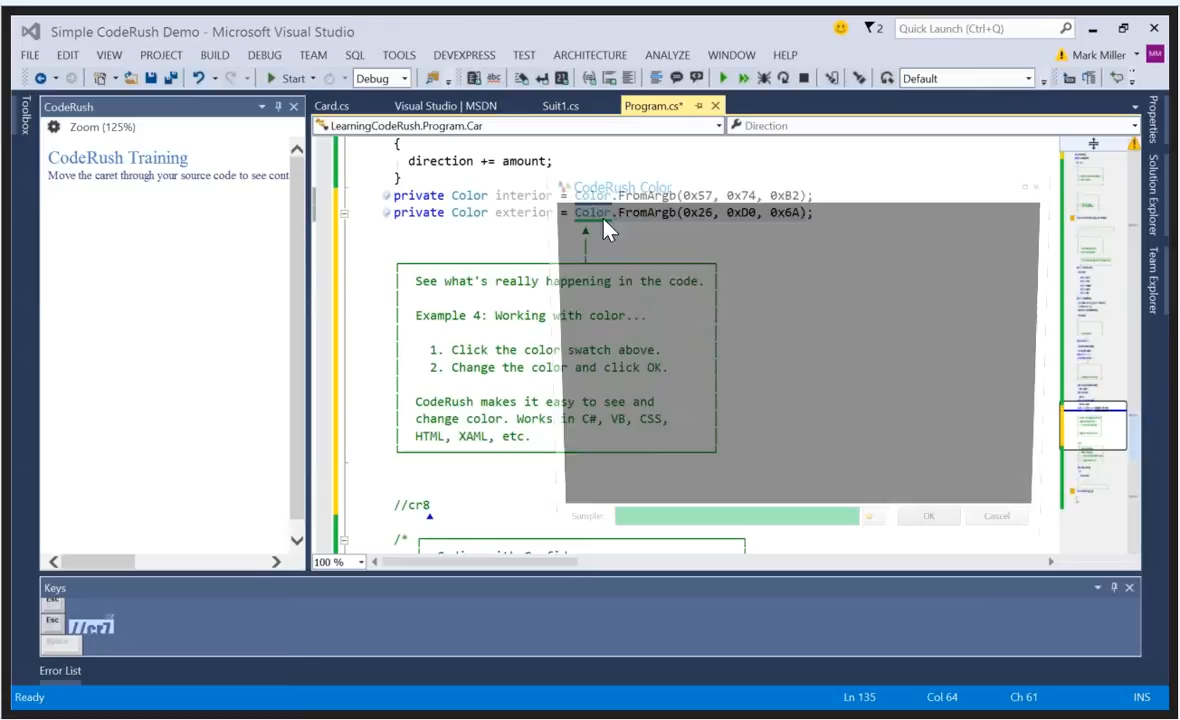 Simple CodeRush Demo - Microsoft Visual Studio
2
Quick Launch (Ctrl+Q)
FILE EDIT VIEW PROJECT BUILD DEBUG TEAM SQL TOOLS DEVEXPRESS TEST ARCHITECTURE ANALYZE WINDOW HELP
Mark Miller
MM
Start
Debug
abc
Default
Toolbox
CodeRush
Card.cs
Visual Studio | MSDN
Suit1.cs
Program.cs*
Properties
Solution Explorer
Team Explorer
Zoom (125%)
LearningCodeRush.Program.Car
Direction
CodeRush Training
Move the caret through your source code to see cont
{
direction += amount;
}
CodeRush Color
private Color interior = Color.FromArgb(0x57, 0x74, 0xB2);
private Color exterior = Color.FromArgb(0x26, 0xD0, 0x6A);
See what's really happening in the code.
Example 4: Working with color...
1. Click the color swatch above.
2. Change the color and click OK.
CodeRush makes it easy to see and
change color. Works in C#, VB, CSS,
HTML, XAML, etc.
//cr8
Sample:
OK
Cancel
/*
100 %
Keys
Esc
Esc
//cr7
Error List
Ready
Ln 135
Col 64
Ch 61
INS